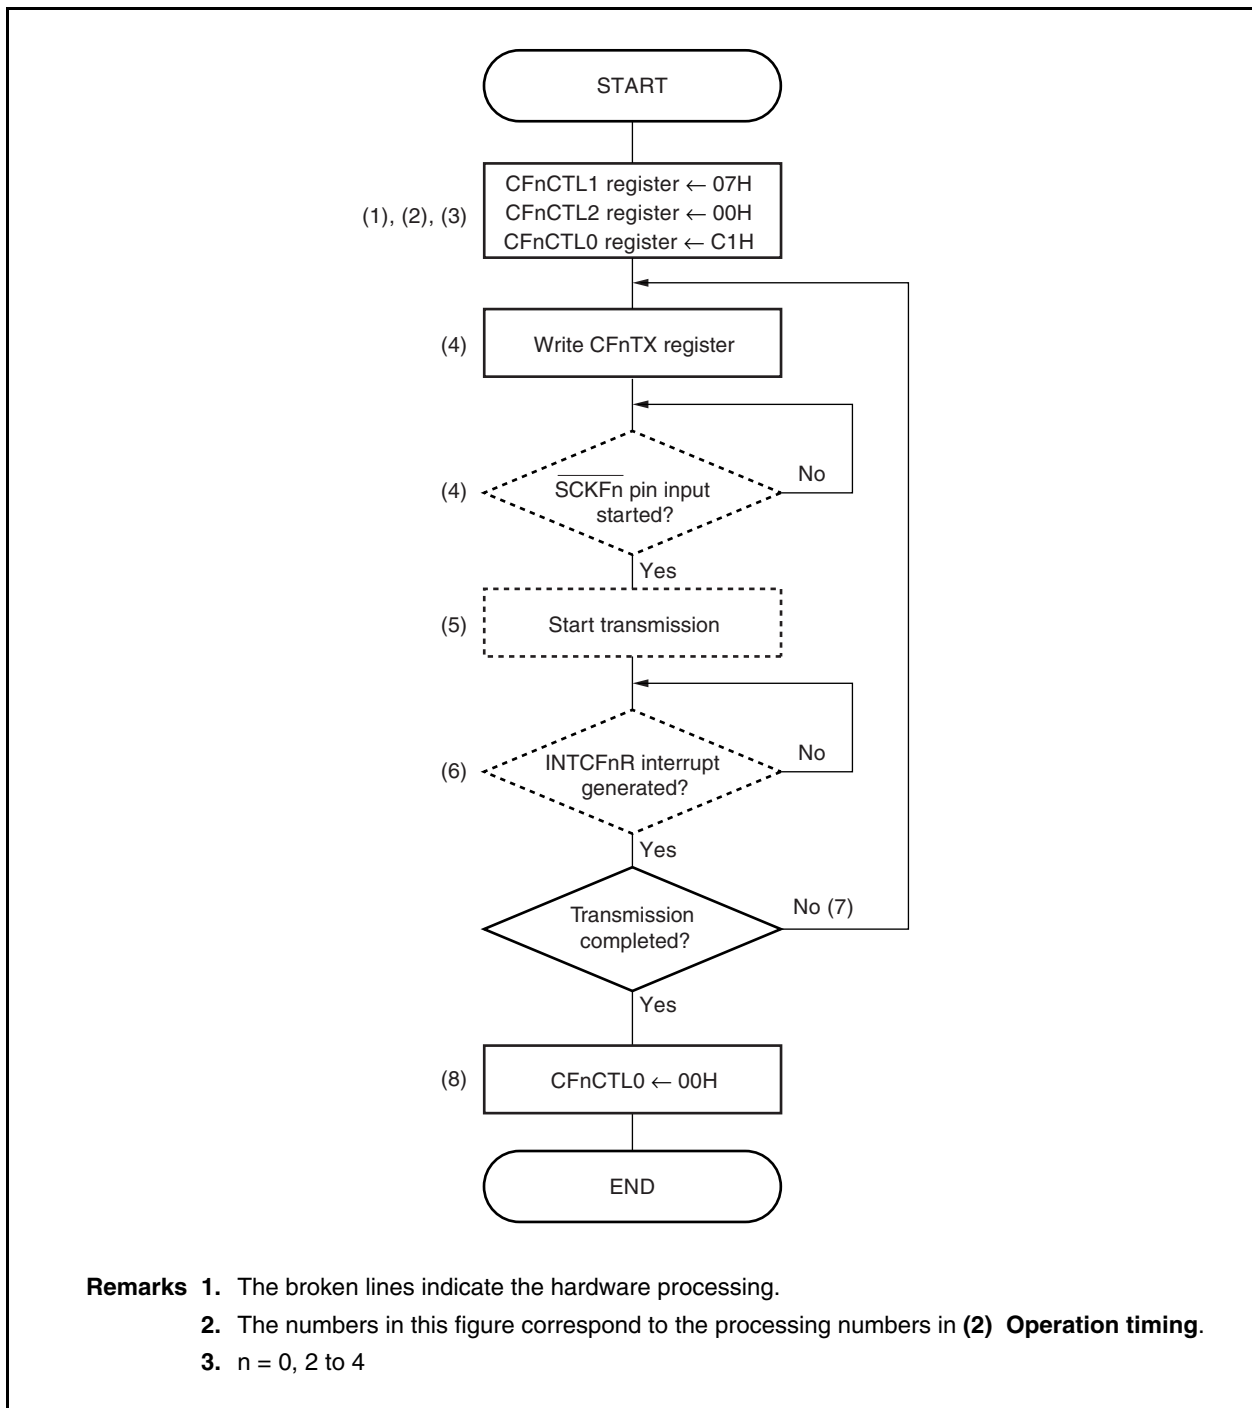 START
CFnCTL1 register ← 07H
(1), (2), (3) CFnCTL2 register ← 00H
CFnCTL0 register ← C1H
(4) Write CFnTX register
(4) SCKFn pin input No
started?
Yes
(5) Start transmission
(6) INTCFnR interrupt No
generated?
Yes
Transmission No (7)
completed?
Yes
(8) CFnCTL0 ← 00H
END
Remarks 1. The broken lines indicate the hardware processing.
2. The numbers in this figure correspond to the processing numbers in (2) Operation timing.
3. n = 0, 2 to 4